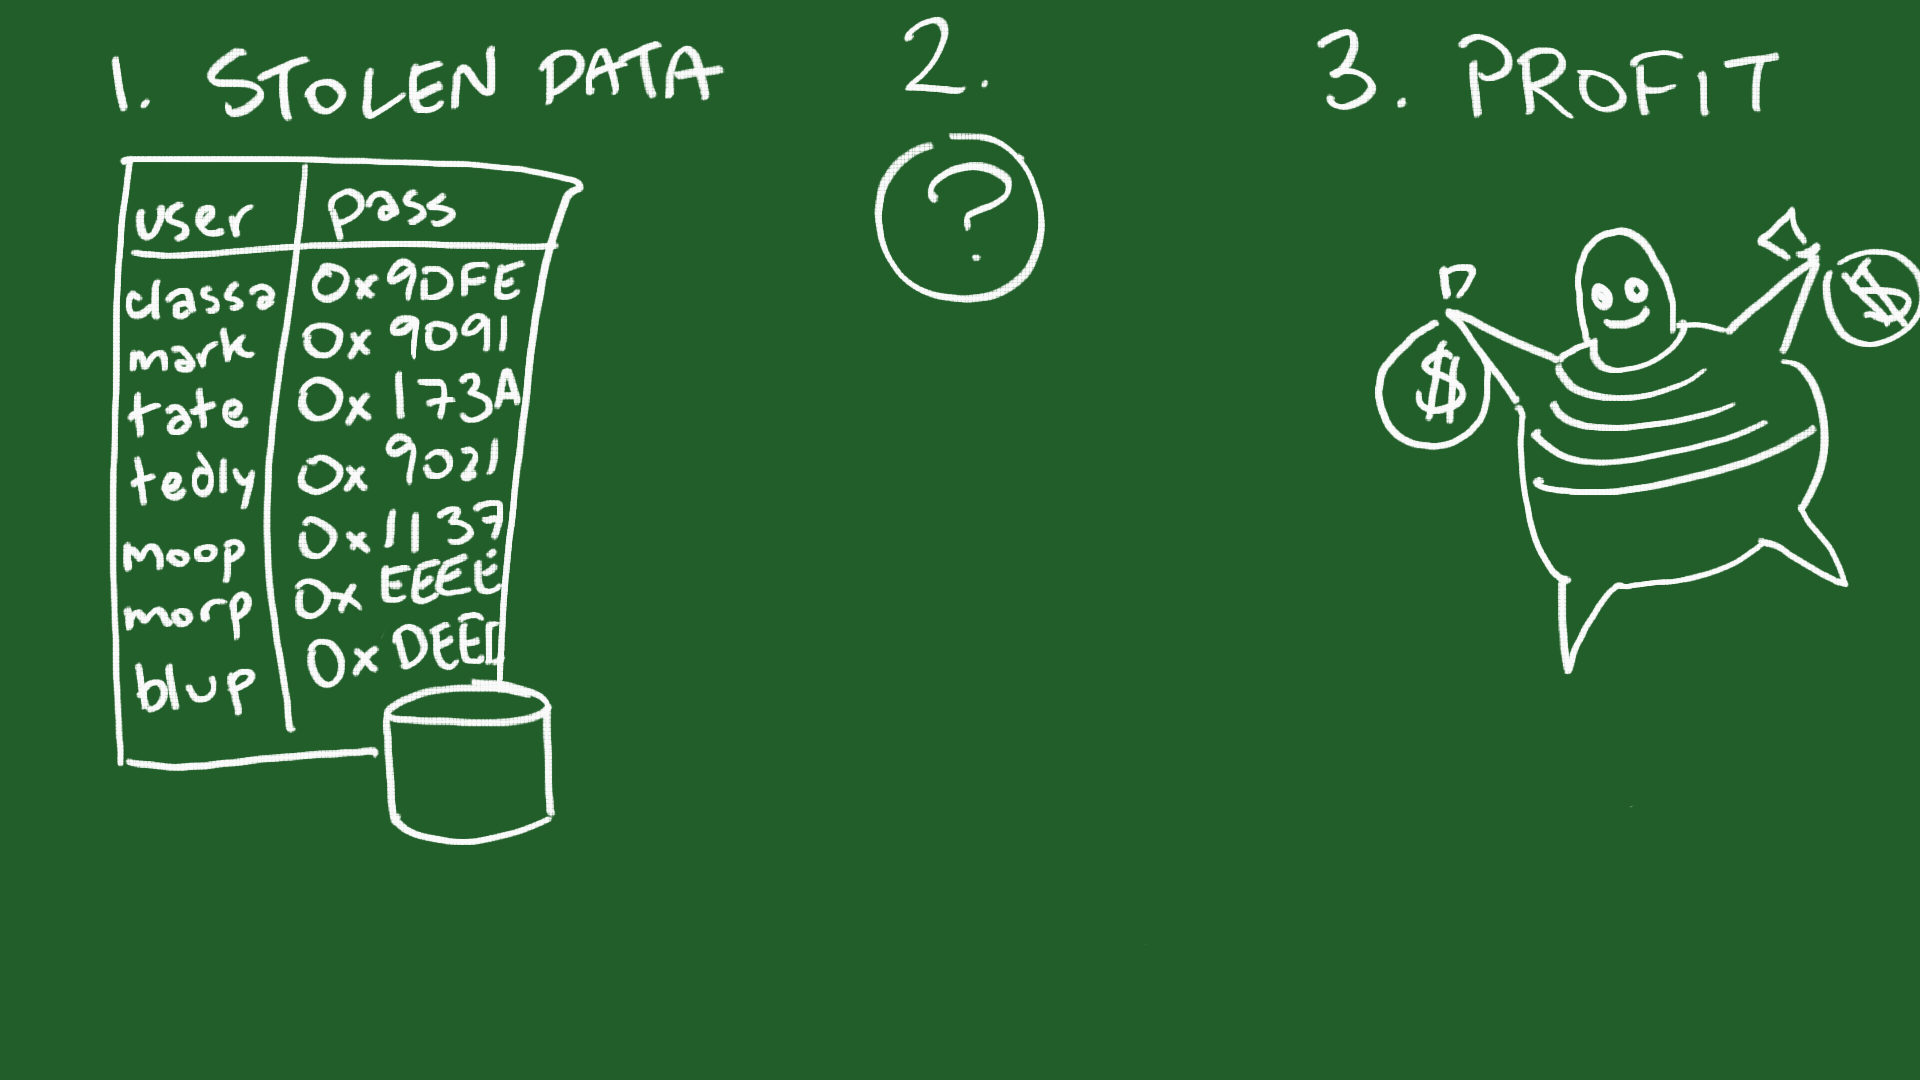 1. STOLEN DATA
user pass
classa 0x9DFE
mark 0x9091
tate 0x173A
tedly 0x9021
moop 0x1137
morp 0xEEEE
blup 0xDEED
2.
?
3. PROFIT
$
$